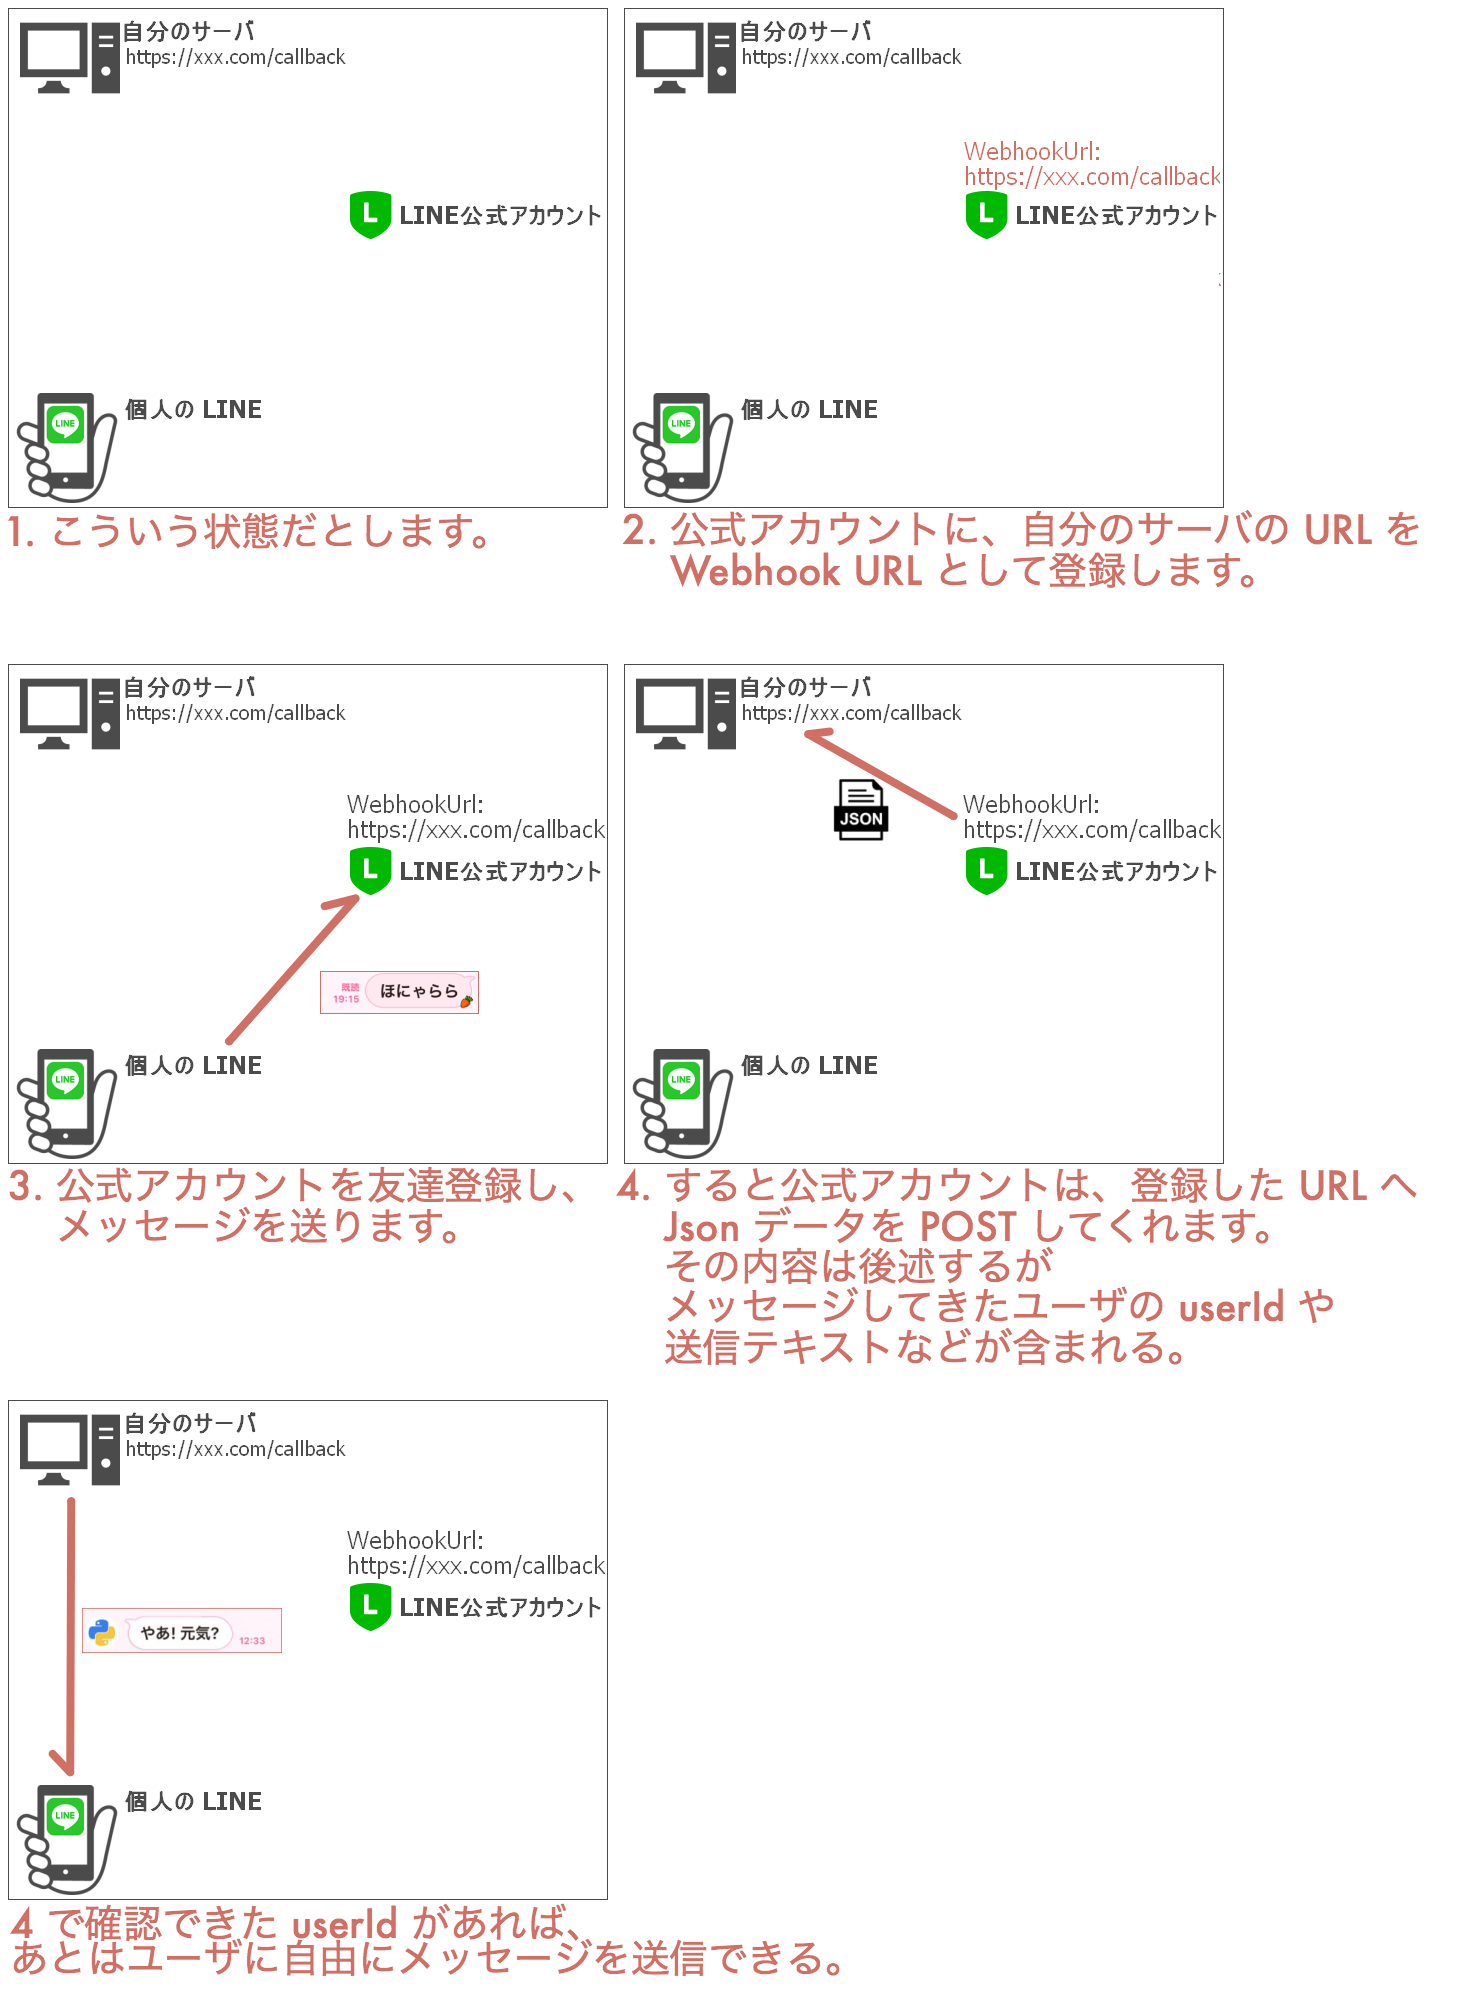 自分のサーバ
https://xxx.com/callback
L LINE公式アカウント
LINE
個人の LINE
1. こういう状態だとします。
自分のサーバ
https://xxx.com/callback
WebhookUrl:
https://xxx.com/callback
L LINE公式アカウント
LINE
個人の LINE
2. 公式アカウントに、自分のサーバの URL を
Webhook URL として登録します。
自分のサーバ
https://xxx.com/callback
WebhookUrl:
https://xxx.com/callback
L LINE公式アカウント
既読
19:15
ほにゃらら
LINE
個人の LINE
3. 公式アカウントを友達登録し、
メッセージを送ります。
自分のサーバ
https://xxx.com/callback
JSON
WebhookUrl:
https://xxx.com/callback
L LINE公式アカウント
LINE
個人の LINE
4. すると公式アカウントは、登録した URL へ
Json データを POST してくれます。
その内容は後述するが
メッセージしてきたユーザの userId や
送信テキストなどが含まれる。
自分のサーバ
https://xxx.com/callback
WebhookUrl:
https://xxx.com/callback
L LINE公式アカウント
やあ! 元気?
12:33
LINE
個人の LINE
4 で確認できた userId があれば、
あとはユーザに自由にメッセージを送信できる。